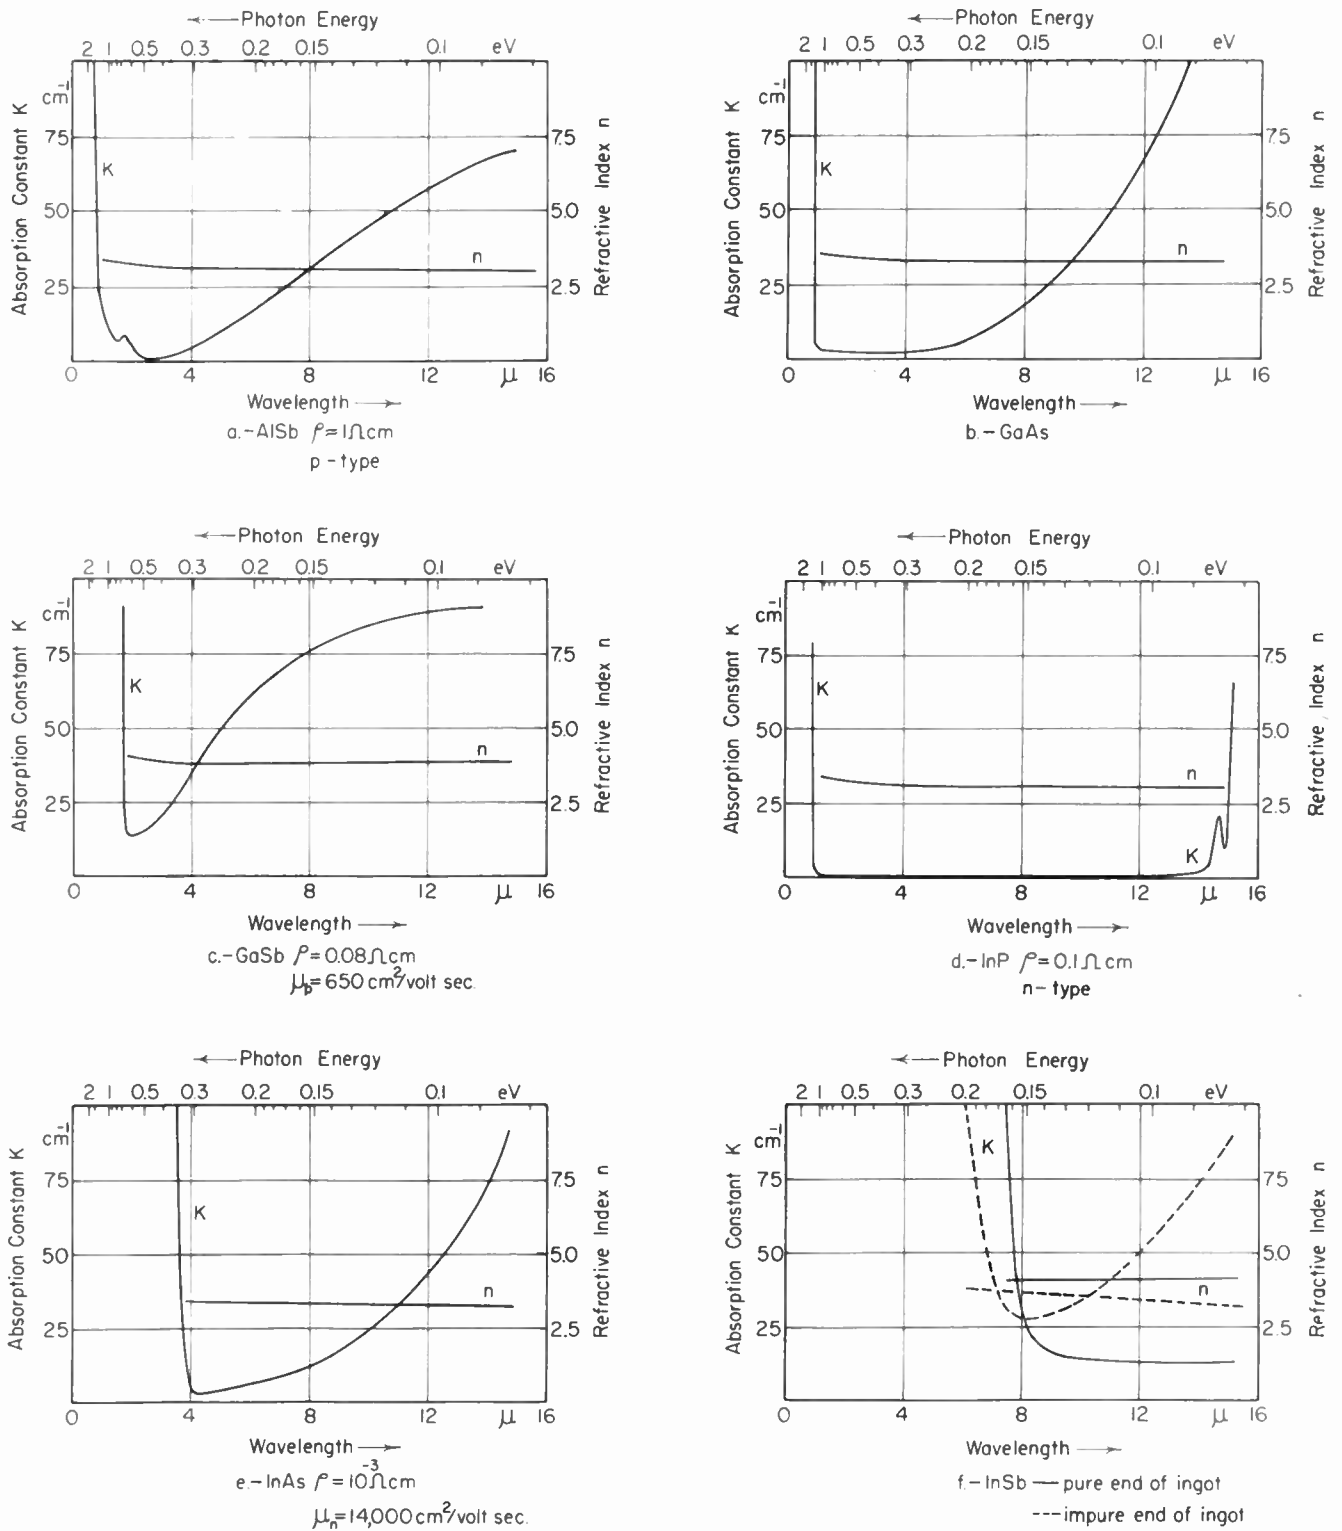 ←Photon Energy
2 1 0.5 0.3 0.2 0.15 0.1 eV
cm⁻¹
75 7.5
K
50 5.0
n
25 2.5
Absorption Constant K
Refractive Index n
0 4 8 12 μ 16
Wavelength →
a.-AlSb ρ≈1Ωcm
p-type
←Photon Energy
2 1 0.5 0.3 0.2 0.15 0.1 eV
cm⁻¹
75 7.5
K
50 5.0
n
25 2.5
Absorption Constant K
Refractive Index n
0 4 8 12 μ 16
Wavelength →
b.-GaAs
←Photon Energy
2 1 0.5 0.3 0.2 0.15 0.1 eV
cm⁻¹
75 7.5
K
50 5.0
n
25 2.5
Absorption Constant K
Refractive Index n
0 4 8 12 μ 16
Wavelength →
c.-GaSb ρ=0.08Ωcm
μp=650 cm²/volt sec.
←Photon Energy
2 1 0.5 0.3 0.2 0.15 0.1 eV
cm⁻¹
75 7.5
K
50 5.0
n
25 2.5
K
Absorption Constant K
Refractive Index n
0 4 8 12 μ 16
Wavelength →
d.-InP ρ=0.1Ωcm
n-type
←Photon Energy
2 1 0.5 0.3 0.2 0.15 0.1 eV
cm⁻¹
75 7.5
K
50 5.0
n
25 2.5
Absorption Constant K
Refractive Index n
0 4 8 12 μ 16
Wavelength →
e.-InAs ρ=10⁻³Ωcm
μn=14,000cm²/volt sec.
←Photon Energy
2 1 0.5 0.3 0.2 0.15 0.1 eV
cm⁻¹
K
75 7.5
50 5.0
n
25 2.5
Absorption Constant K
Refractive Index n
0 4 8 12 μ 16
Wavelength →
f.-InSb — pure end of ingot
---impure end of ingot